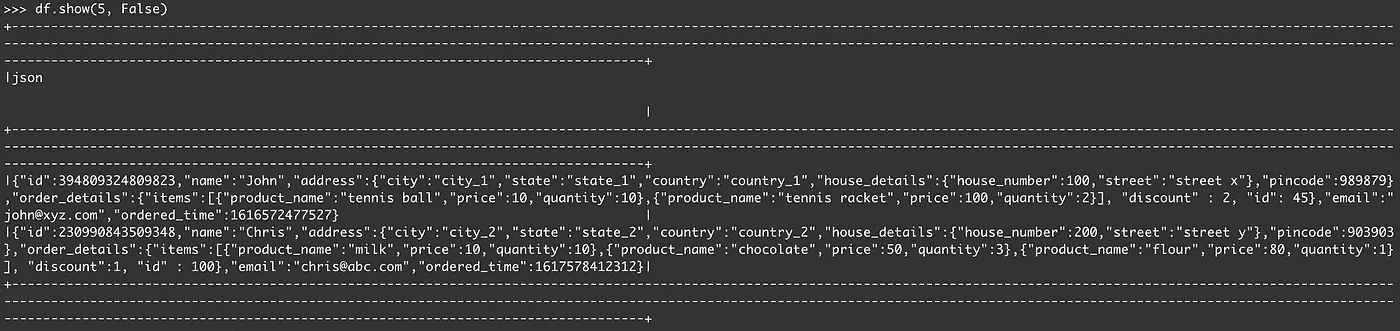 >>> df.show(5, False)
+-------------------------------------------------------------------------------------------------------------------------------------------------------------------------------
--------------------------------------------------------------------------------------------------------------------------------------------------------------------------------
---------------------------------------------------------------------------------+
|json
|
+-------------------------------------------------------------------------------------------------------------------------------------------------------------------------------
--------------------------------------------------------------------------------------------------------------------------------------------------------------------------------
---------------------------------------------------------------------------------+
|{"id":394809324809823,"name":"John","address":{"city":"city_1","state":"state_1","country":"country_1","house_details":{"house_number":100,"street":"street x"},"pincode":989879}
,"order_details":{"items":[{"product_name":"tennis ball","price":10,"quantity":10},{"product_name":"tennis racket","price":100,"quantity":2}], "discount" : 2, "id": 45},"email":"
john@xyz.com","ordered_time":1616572477527} |
|{"id":230990843509348,"name":"Chris","address":{"city":"city_2","state":"state_2","country":"country_2","house_details":{"house_number":200,"street":"street y"},"pincode":903903
},"order_details":{"items":[{"product_name":"milk","price":10,"quantity":10},{"product_name":"chocolate","price":50,"quantity":3},{"product_name":"flour","price":80,"quantity":1}
], "discount":1, "id" : 100},"email":"chris@abc.com","ordered_time":1617578412312}|
+-------------------------------------------------------------------------------------------------------------------------------------------------------------------------------
--------------------------------------------------------------------------------------------------------------------------------------------------------------------------------
---------------------------------------------------------------------------------+